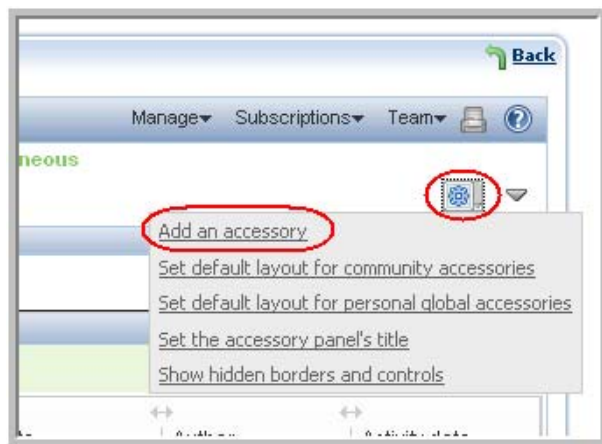 Back
Manage Subscriptions Team
neous
Add an accessory
Set default layout for community accessories
Set default layout for personal global accessories
Set the accessory panel's title
Show hidden borders and controls